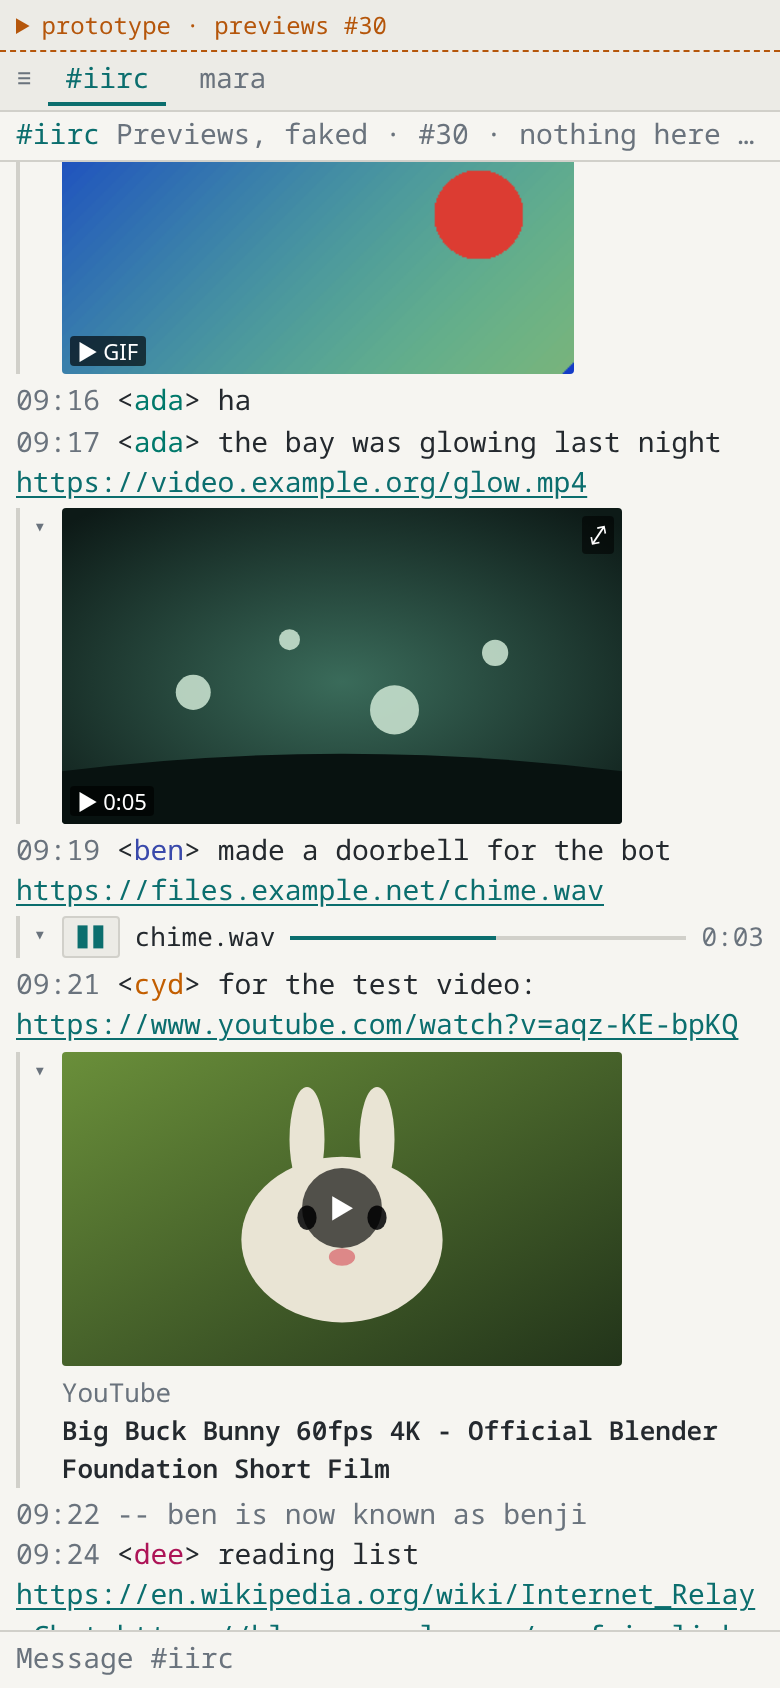 prototype · previews #30
≡ #iirc mara
#iirc Previews, faked · #30 · nothing here …
GIF
09:16 <ada> ha
09:17 <ada> the bay was glowing last night
https://video.example.org/glow.mp4
0:05
09:19 <ben> made a doorbell for the bot
https://files.example.net/chime.wav
chime.wav 0:03
09:21 <cyd> for the test video:
https://www.youtube.com/watch?v=aqz-KE-bpKQ
YouTube
Big Buck Bunny 60fps 4K - Official Blender
Foundation Short Film
09:22 -- ben is now known as benji
09:24 <dee> reading list
https://en.wikipedia.org/wiki/Internet_Relay
Message #iirc